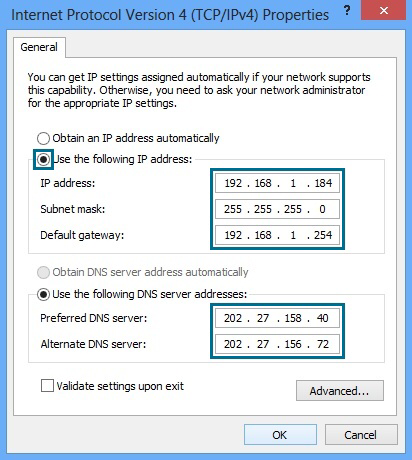 Internet Protocol Version 4 (TCP/IPv4) Properties ? ×
General
You can get IP settings assigned automatically if your network supports
this capability. Otherwise, you need to ask your network administrator
for the appropriate IP settings.
Obtain an IP address automatically
Use the following IP address:
IP address: 192 . 168 . 1 . 184
Subnet mask: 255 . 255 . 255 . 0
Default gateway: 192 . 168 . 1 . 254
Obtain DNS server address automatically
Use the following DNS server addresses:
Preferred DNS server: 202 . 27 . 158 . 40
Alternate DNS server: 202 . 27 . 156 . 72
Validate settings upon exit
Advanced...
OK Cancel